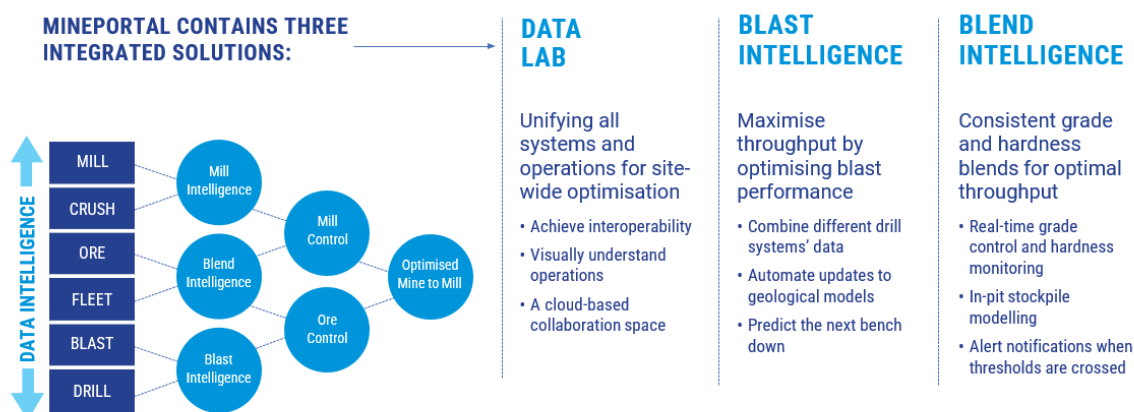 MINEPORTAL CONTAINS THREE
INTEGRATED SOLUTIONS:
DATA INTELLIGENCE
MILL
CRUSH
ORE
FLEET
BLAST
DRILL
Mill
Intelligence
Blend
Intelligence
Blast
Intelligence
Mill
Control
Ore
Control
Optimised
Mine to Mill
DATA
LAB
Unifying all
systems and
operations for site-
wide optimisation
• Achieve interoperability
• Visually understand
operations
• A cloud-based
collaboration space
BLAST
INTELLIGENCE
Maximise
throughput by
optimising blast
performance
• Combine different drill
systems' data
• Automate updates to
geological models
• Predict the next bench
down
BLEND
INTELLIGENCE
Consistent grade
and hardness
blends for optimal
throughput
• Real-time grade
control and hardness
monitoring
• In-pit stockpile
modelling
• Alert notifications when
thresholds are crossed